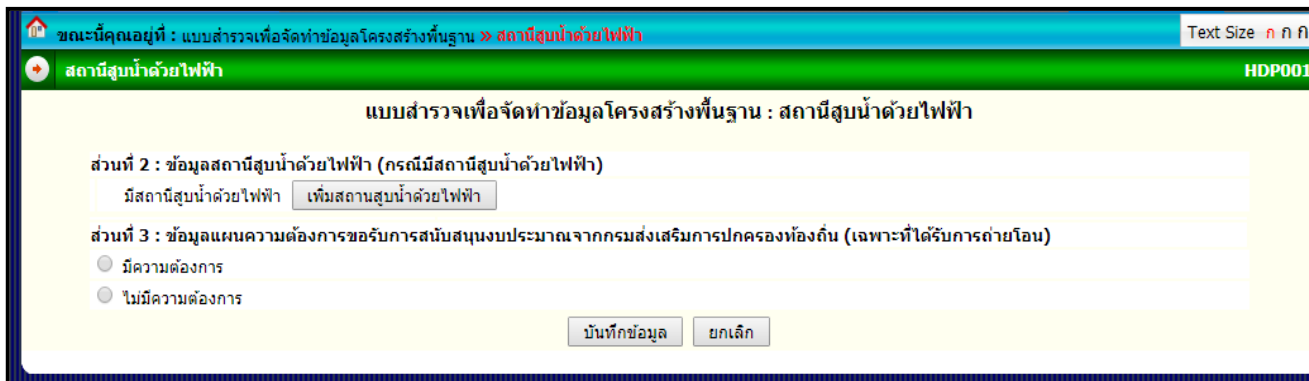 ขณะนี้คุณอยู่ที่ : แบบสำรวจเพื่อจัดทำข้อมูลโครงสร้างพื้นฐาน » สถานีสูบน้ำด้วยไฟฟ้า Text Size ก ก ก
สถานีสูบน้ำด้วยไฟฟ้า HDP001
แบบสำรวจเพื่อจัดทำข้อมูลโครงสร้างพื้นฐาน : สถานีสูบน้ำด้วยไฟฟ้า
ส่วนที่ 2 : ข้อมูลสถานีสูบน้ำด้วยไฟฟ้า (กรณีมีสถานีสูบน้ำด้วยไฟฟ้า)
มีสถานีสูบน้ำด้วยไฟฟ้า เพิ่มสถานสูบน้ำด้วยไฟฟ้า
ส่วนที่ 3 : ข้อมูลแผนความต้องการขอรับการสนับสนุนงบประมาณจากกรมส่งเสริมการปกครองท้องถิ่น (เฉพาะที่ได้รับการถ่ายโอน)
มีความต้องการ
ไม่มีความต้องการ
บันทึกข้อมูล ยกเลิก